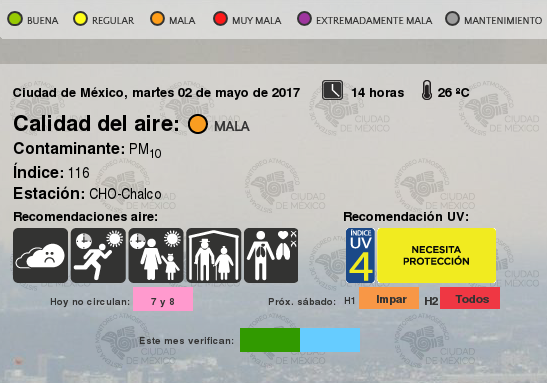 BUENA REGULAR MALA MUY MALA EXTREMADAMENTE MALA MANTENIMIENTO
Ciudad de México, martes 02 de mayo de 2017 14 horas 26 ºC
Calidad del aire: MALA
Contaminante: PM10
Índice: 116
Estación: CHO-Chalco
Recomendaciones aire: Recomendación UV:
ÍNDICE
UV
4
NECESITA
PROTECCIÓN
Hoy no circulan: 7 y 8 Próx. sábado: H1 Impar H2 Todos
Este mes verifican:
CIUDAD
DE MÉXICO